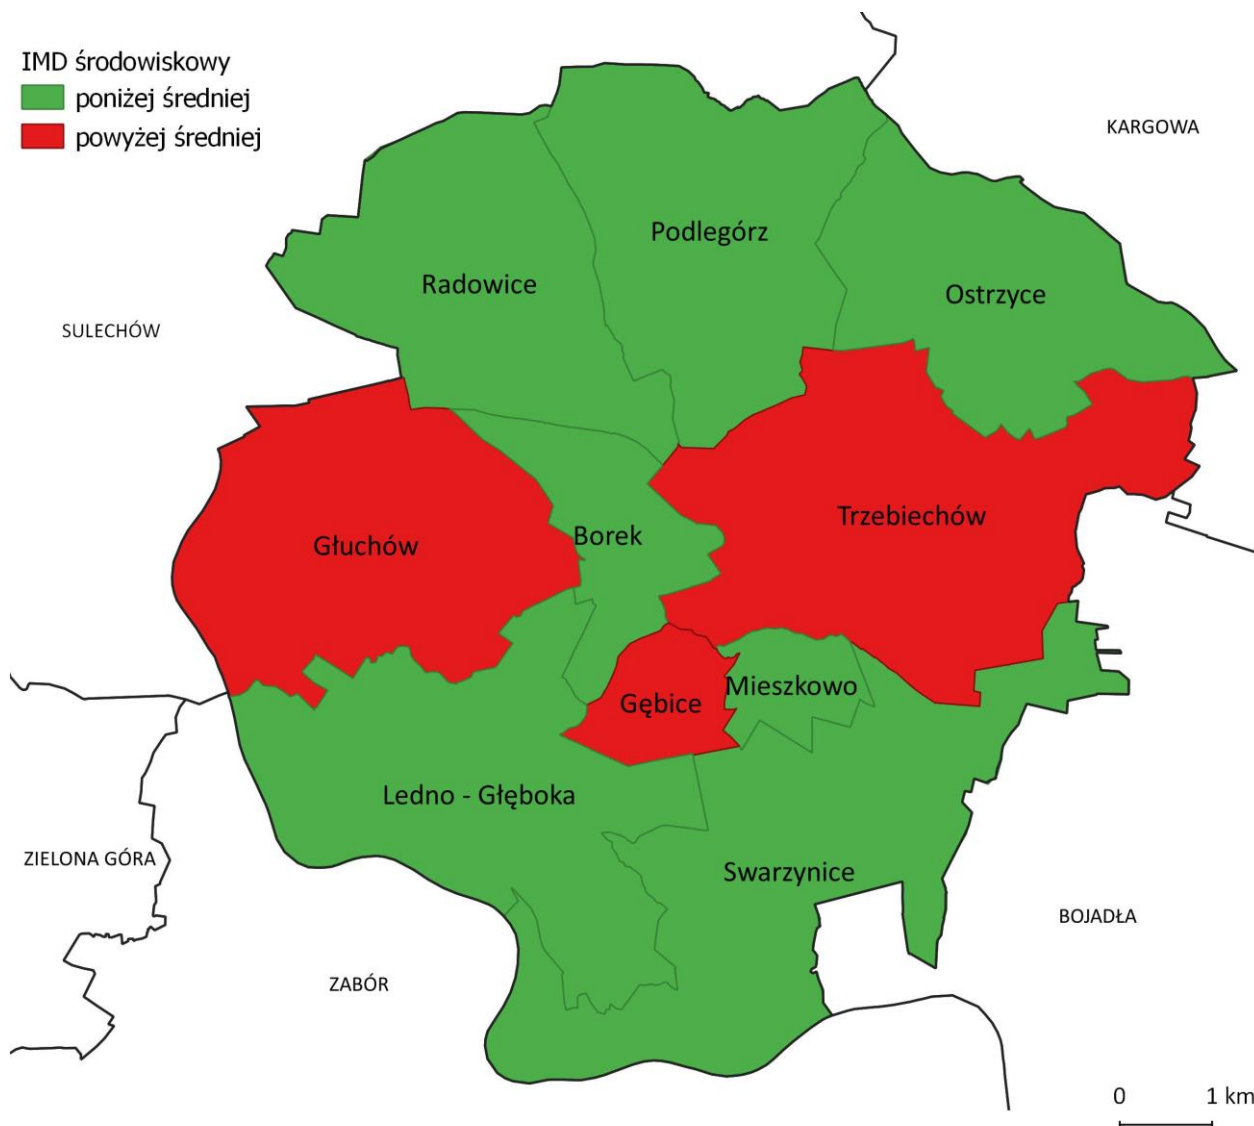 IMD środowiskowy
poniżej średniej
powyżej średniej
KARGOWA
Podlegórz
Radowice
Ostrzyce
SULECHÓW
Trzebiechów
Borek
Głuchów
Mieszkowo
Gębice
Ledno - Głęboka
ZIELONA GÓRA
Swarzynice
BOJADŁA
ZABÓR
0 1 km